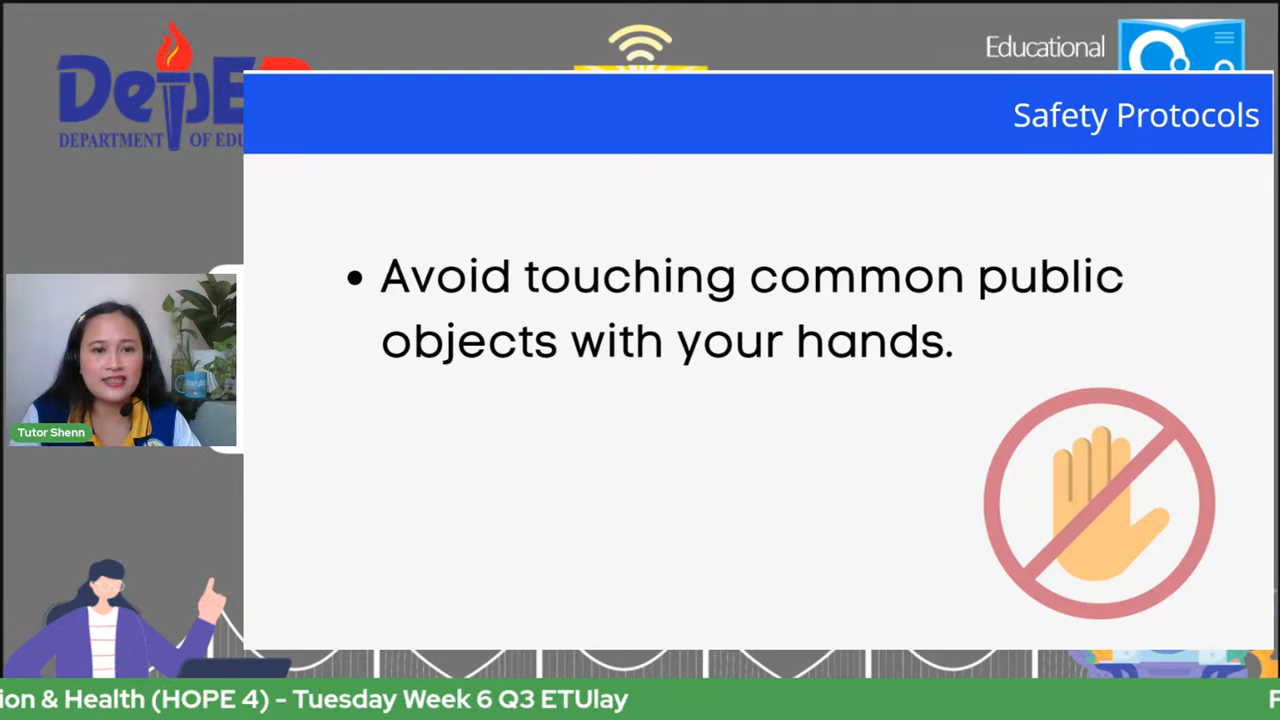 DepED
DEPARTMENT OF EDU
Educational
Safety Protocols
• Avoid touching common public
objects with your hands.
Tutor Shenn
ion & Health (HOPE 4) - Tuesday Week 6 Q3 ETUlay